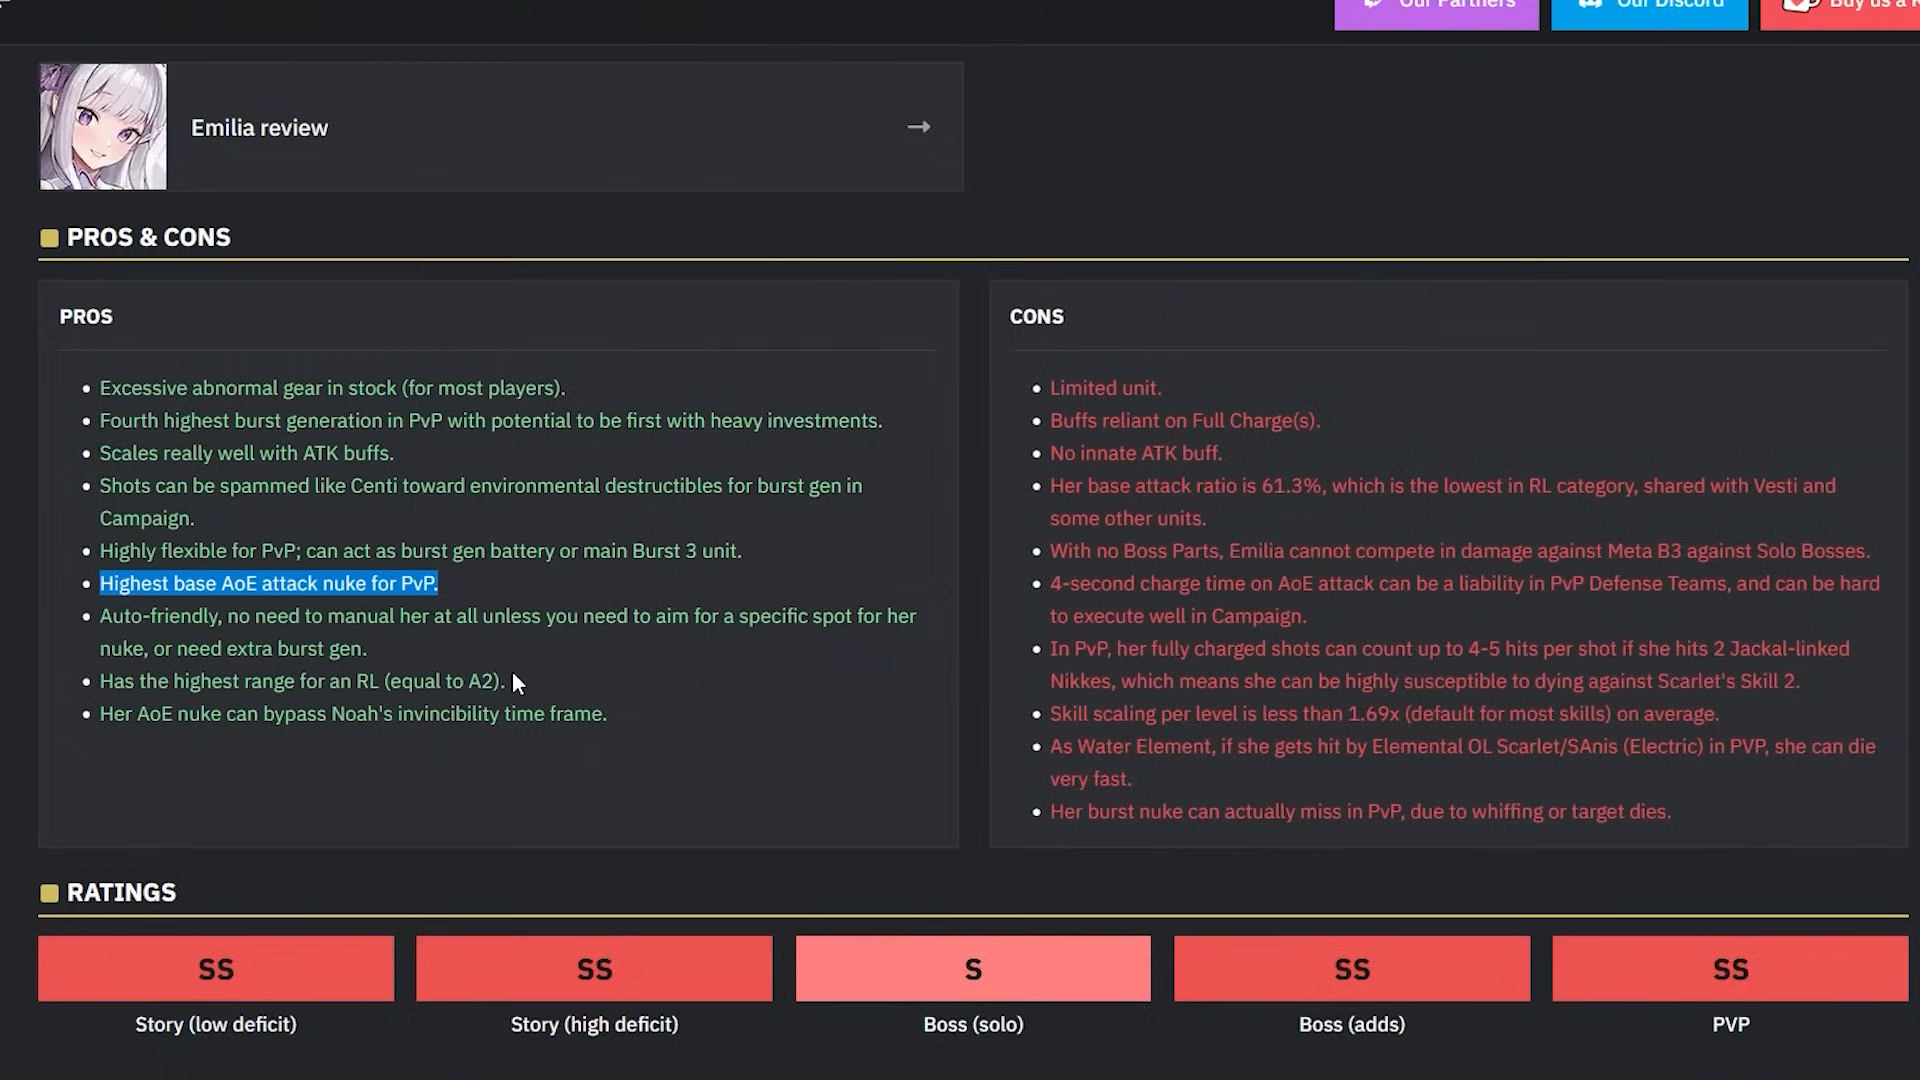 Our Partners
Our Discord
Buy us a
Emilia review
PROS & CONS
PROS
Excessive abnormal gear in stock (for most players).
Fourth highest burst generation in PvP with potential to be first with heavy investments.
Scales really well with ATK buffs.
Shots can be spammed like Centi toward environmental destructibles for burst gen in
Campaign.
Highly flexible for PvP; can act as burst gen battery or main Burst 3 unit.
Highest base AoE attack nuke for PvP.
Auto-friendly, no need to manual her at all unless you need to aim for a specific spot for her
nuke, or need extra burst gen.
Has the highest range for an RL (equal to A2).
Her AoE nuke can bypass Noah's invincibility time frame.
CONS
Limited unit.
Buffs reliant on Full Charge(s).
No innate ATK buff.
Her base attack ratio is 61.3%, which is the lowest in RL category, shared with Vesti and
some other units.
With no Boss Parts, Emilia cannot compete in damage against Meta B3 against Solo Bosses.
4-second charge time on AoE attack can be a liability in PvP Defense Teams, and can be hard
to execute well in Campaign.
In PvP, her fully charged shots can count up to 4-5 hits per shot if she hits 2 Jackal-linked
Nikkes, which means she can be highly susceptible to dying against Scarlet's Skill 2.
Skill scaling per level is less than 1.69x (default for most skills) on average.
As Water Element, if she gets hit by Elemental OL Scarlet/SAnis (Electric) in PVP, she can die
very fast.
Her burst nuke can actually miss in PvP, due to whiffing or target dies.
RATINGS
SS
SS
S
SS
SS
Story (low deficit)
Story (high deficit)
Boss (solo)
Boss (adds)
PVP